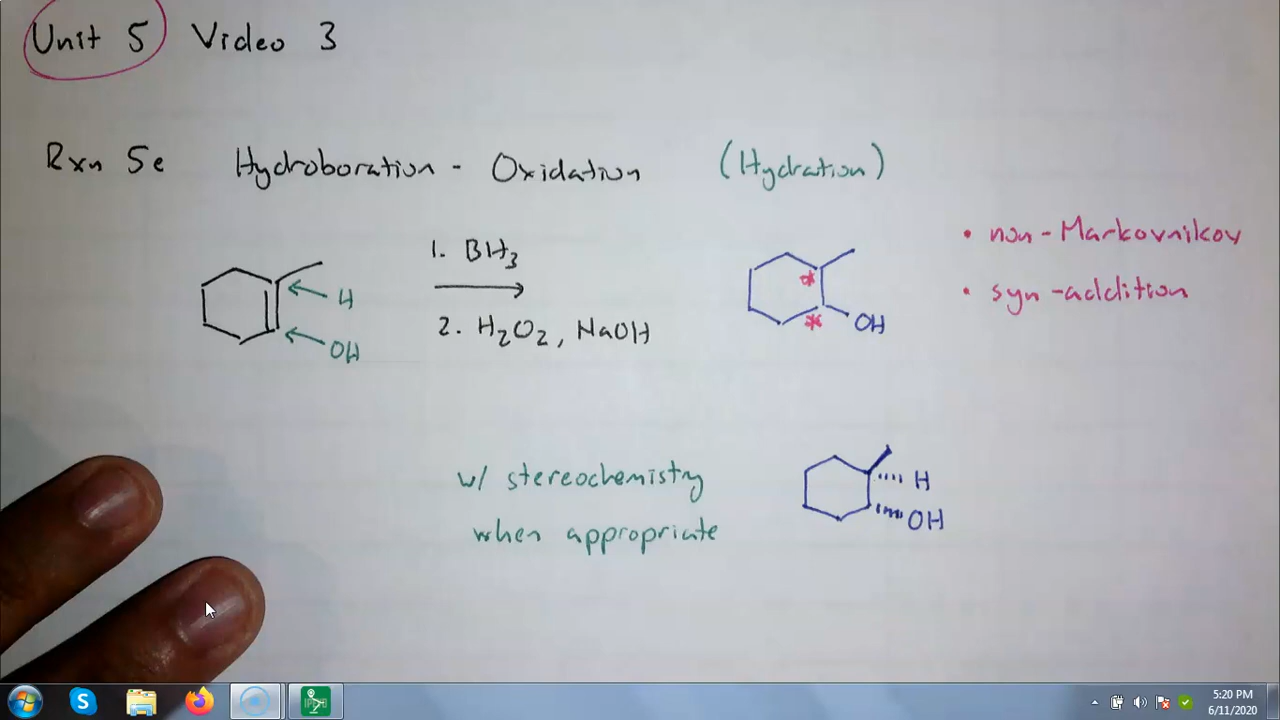 Unit 5 Video 3
Rxn 5e Hydroboration - Oxidation (Hydration)
1. BH3
2. H2O2, NaOH
H
OH
* *
OH
• non-Markovnikov
• syn-addition
w/ stereochemistry
when appropriate
H
OH
5:20 PM
6/11/2020